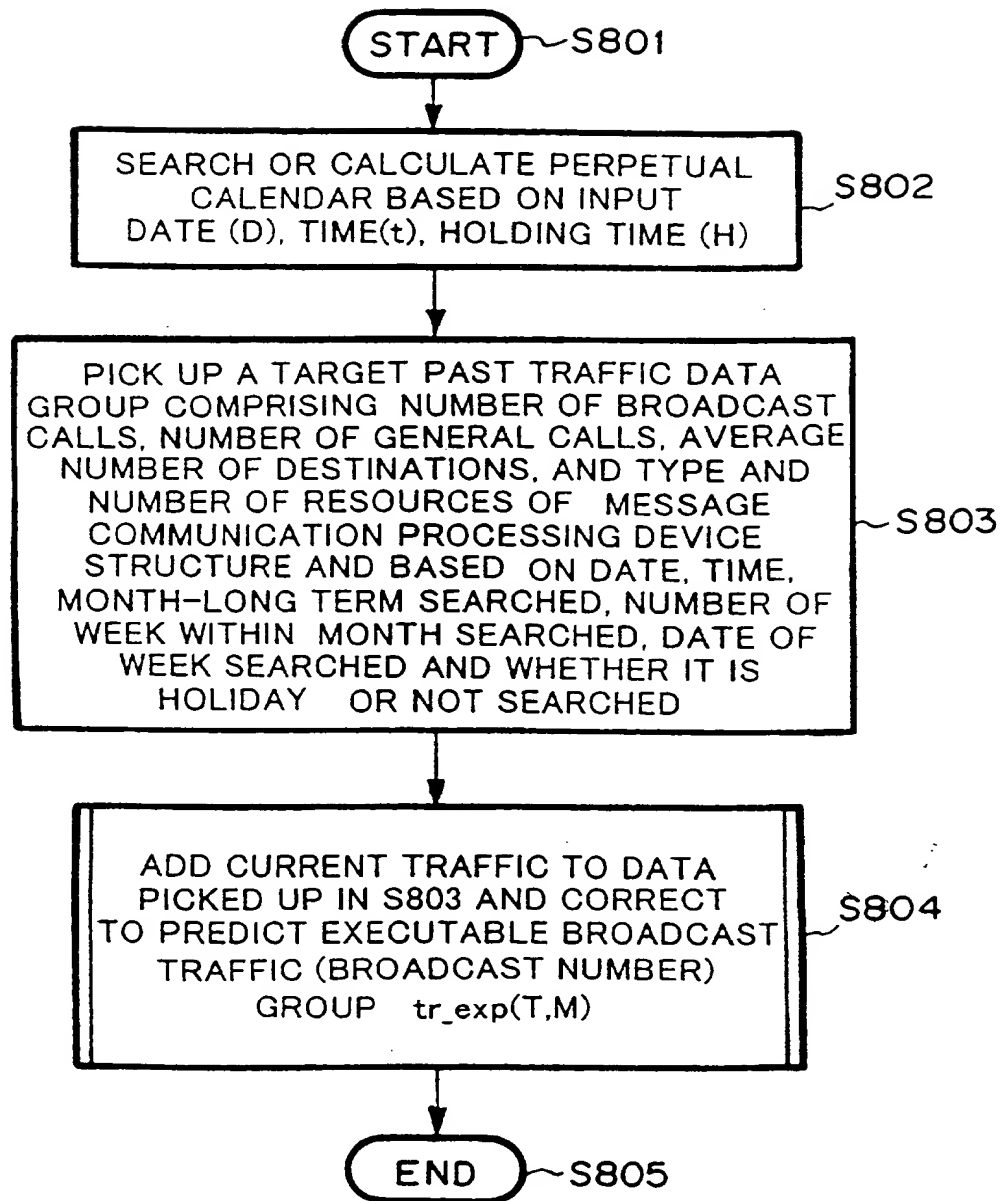 START
S801
SEARCH OR CALCULATE PERPETUAL
CALENDAR BASED ON INPUT
DATE (D), TIME(t), HOLDING TIME (H)
S802
PICK UP A TARGET PAST TRAFFIC DATA
GROUP COMPRISING NUMBER OF BROADCAST
CALLS, NUMBER OF GENERAL CALLS, AVERAGE
NUMBER OF DESTINATIONS, AND TYPE AND
NUMBER OF RESOURCES OF MESSAGE
COMMUNICATION PROCESSING DEVICE
STRUCTURE AND BASED ON DATE, TIME,
MONTH-LONG TERM SEARCHED, NUMBER OF
WEEK WITHIN MONTH SEARCHED, DATE OF
WEEK SEARCHED AND WHETHER IT IS
HOLIDAY OR NOT SEARCHED
S803
ADD CURRENT TRAFFIC TO DATA
PICKED UP IN S803 AND CORRECT
TO PREDICT EXECUTABLE BROADCAST
TRAFFIC (BROADCAST NUMBER)
GROUP tr_exp(T,M)
S804
END
S805